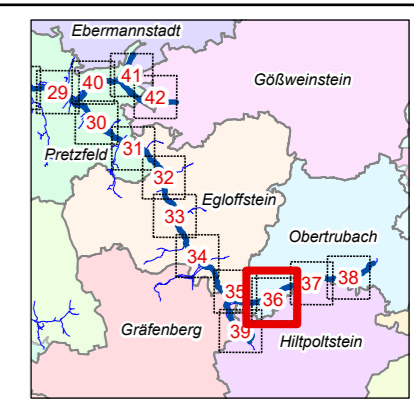 Ebermannstadt
41
40
29
42
Gößweinstein
30
Pretzfeld
31
32
Egloffstein
33
Obertrubach
34
37
38
35
36
39
Gräfenberg
Hiltpoltstein